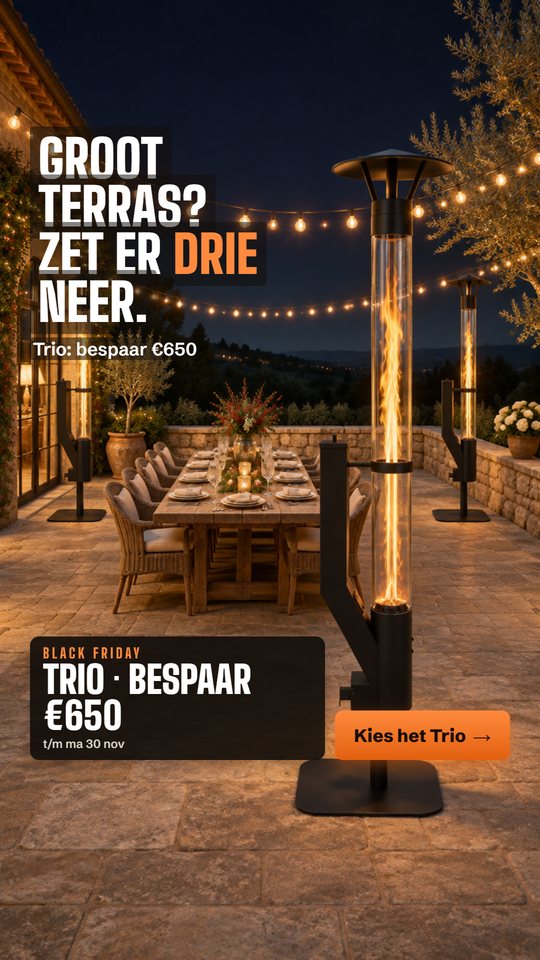 GROOT
TERRAS?
ZET ER DRIE
NEER.
Trio: bespaar €650
BLACK FRIDAY
TRIO · BESPAAR
€650
t/m ma 30 nov
Kies het Trio →